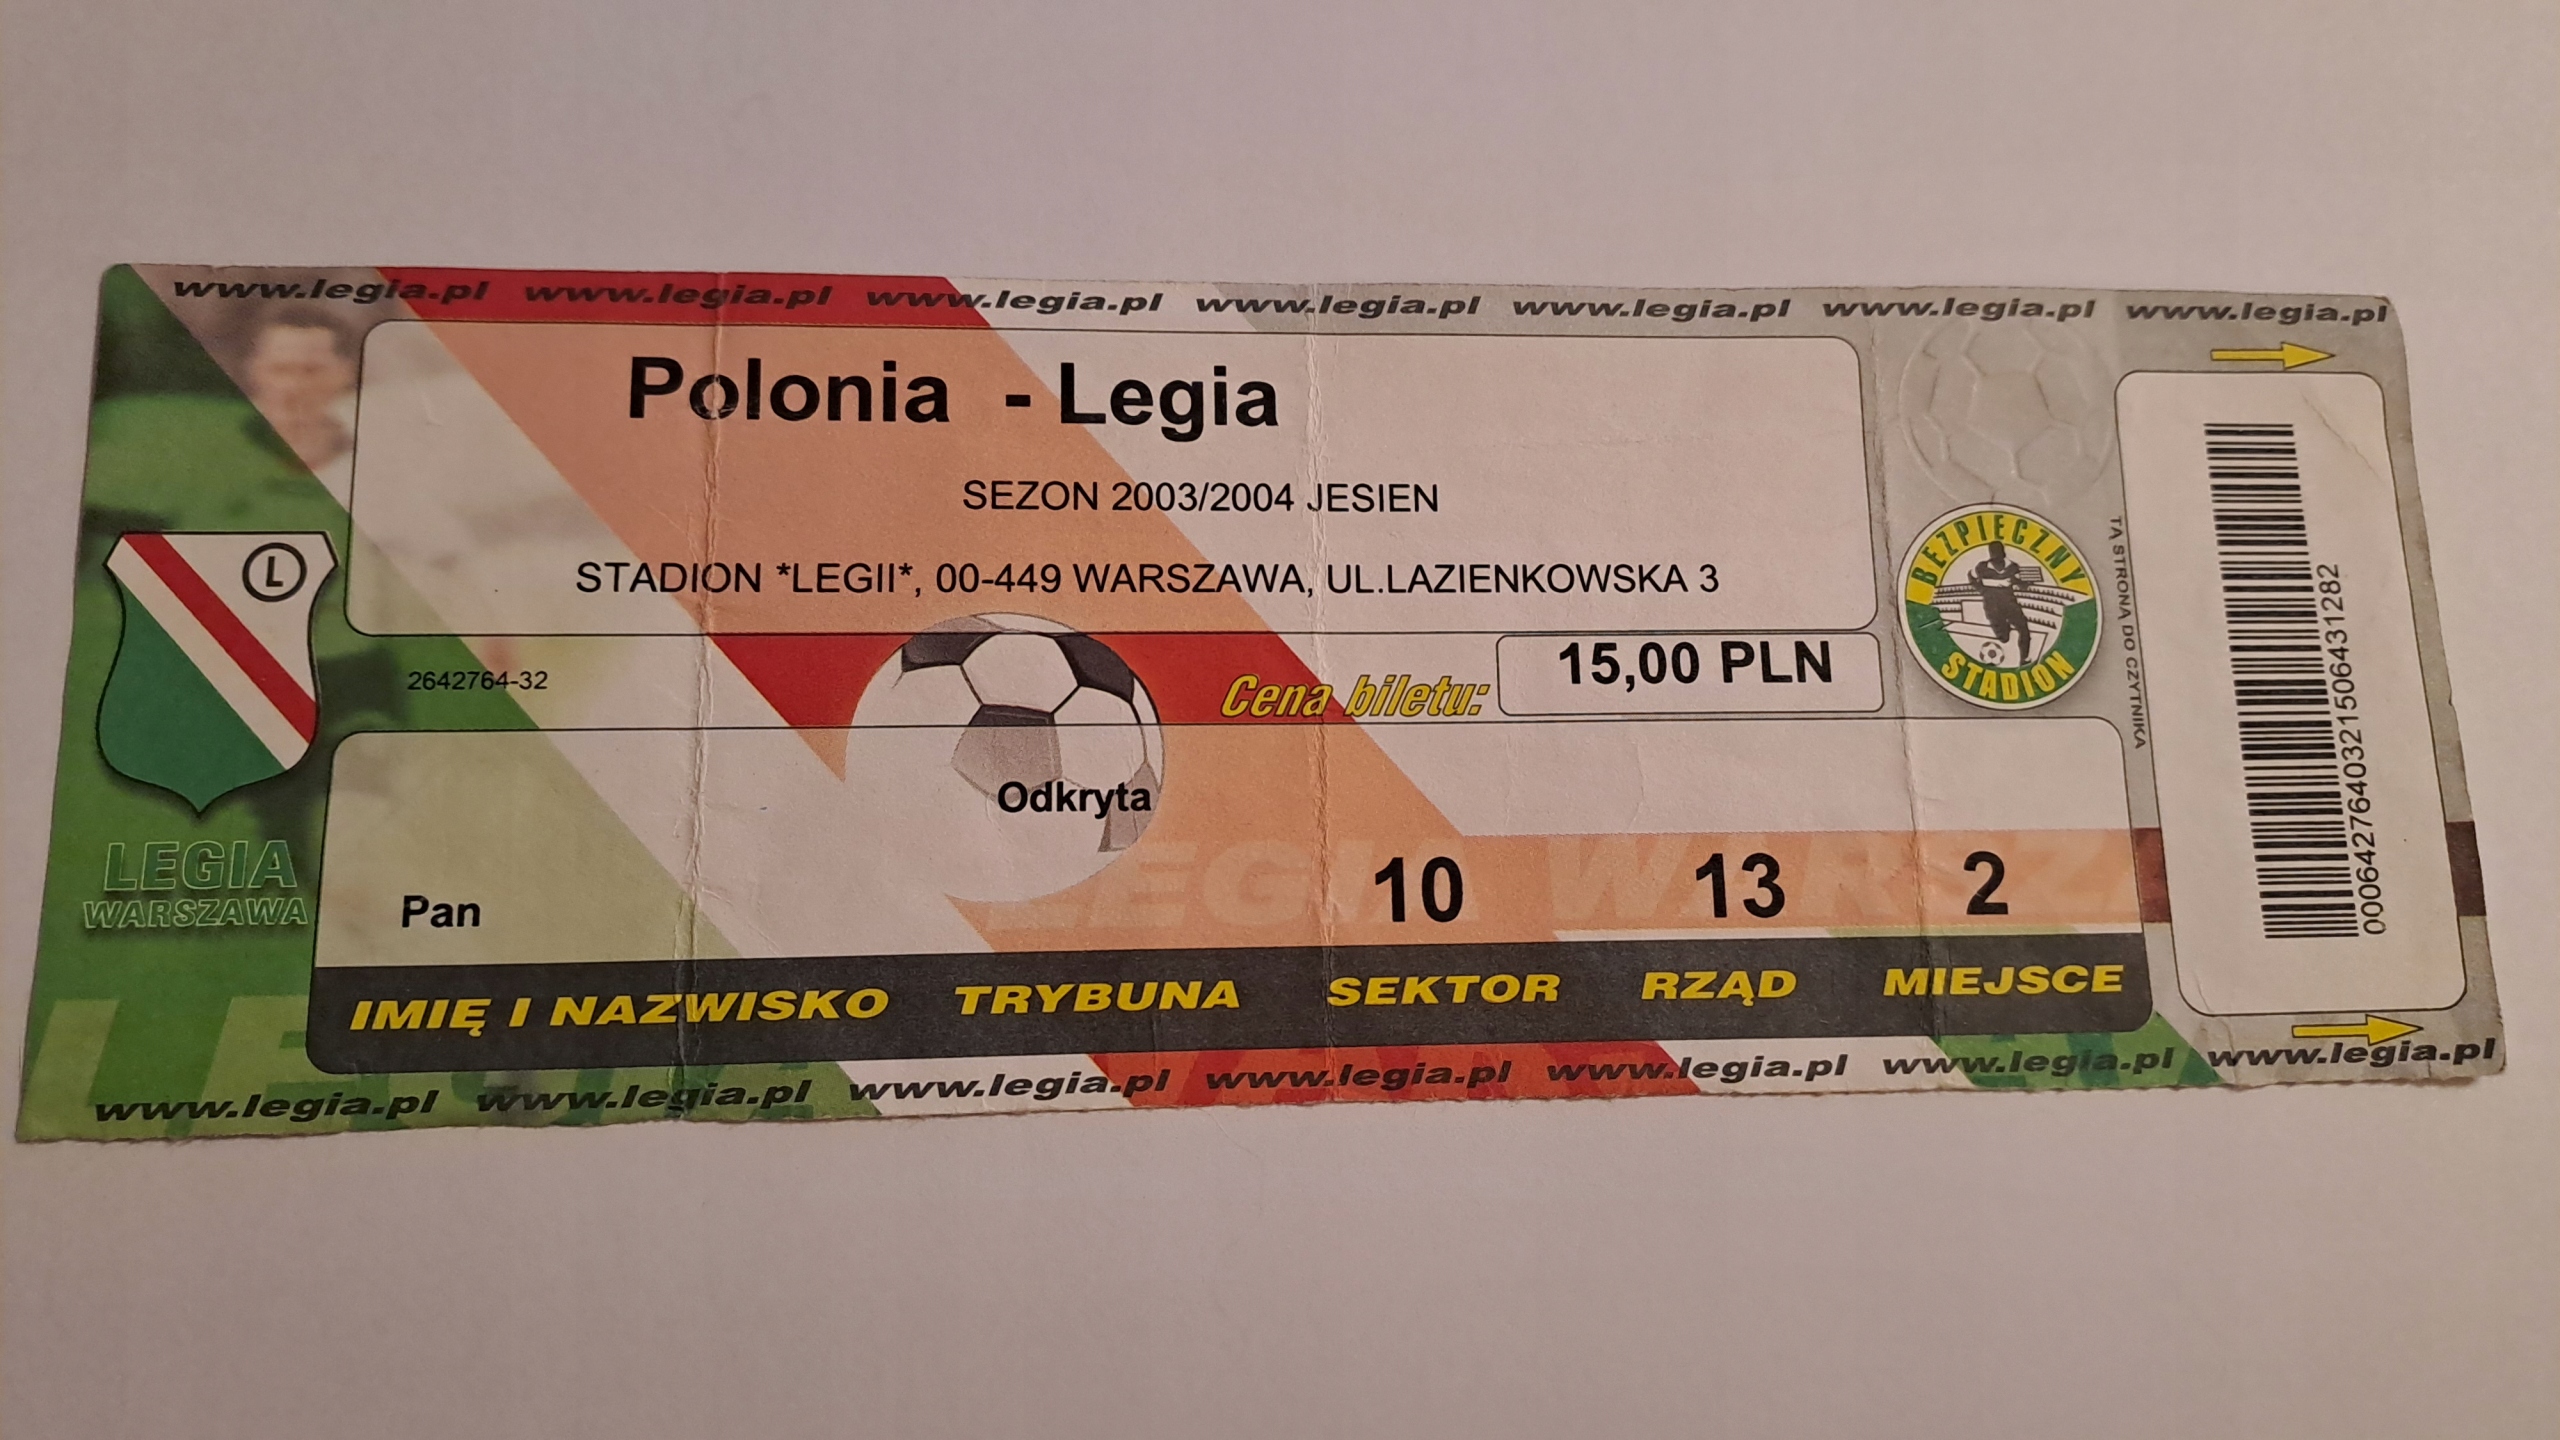 www.legia.pl www.legia.pl www.legia.pl www.legia.pl www.legia.pl www.legia.pl www.legia.pl
Polonia - Legia
SEZON 2003/2004 JESIEN
STADION *LEGII*, 00-449 WARSZAWA, UL.LAZIENKOWSKA 3
L
2642764-32
Cena biletu: 15,00 PLN
BEZPIECZNY
STADION
TĄ STRONĄ DO CZYTNIKA
0006427640321506431282
LEGIA
WARSZAWA
Odkryta
LEGIA WARSZA
Pan 10 13 2
IMIĘ I NAZWISKO TRYBUNA SEKTOR RZĄD MIEJSCE
www.legia.pl www.legia.pl www.legia.pl www.legia.pl www.legia.pl www.legia.pl www.legia.pl